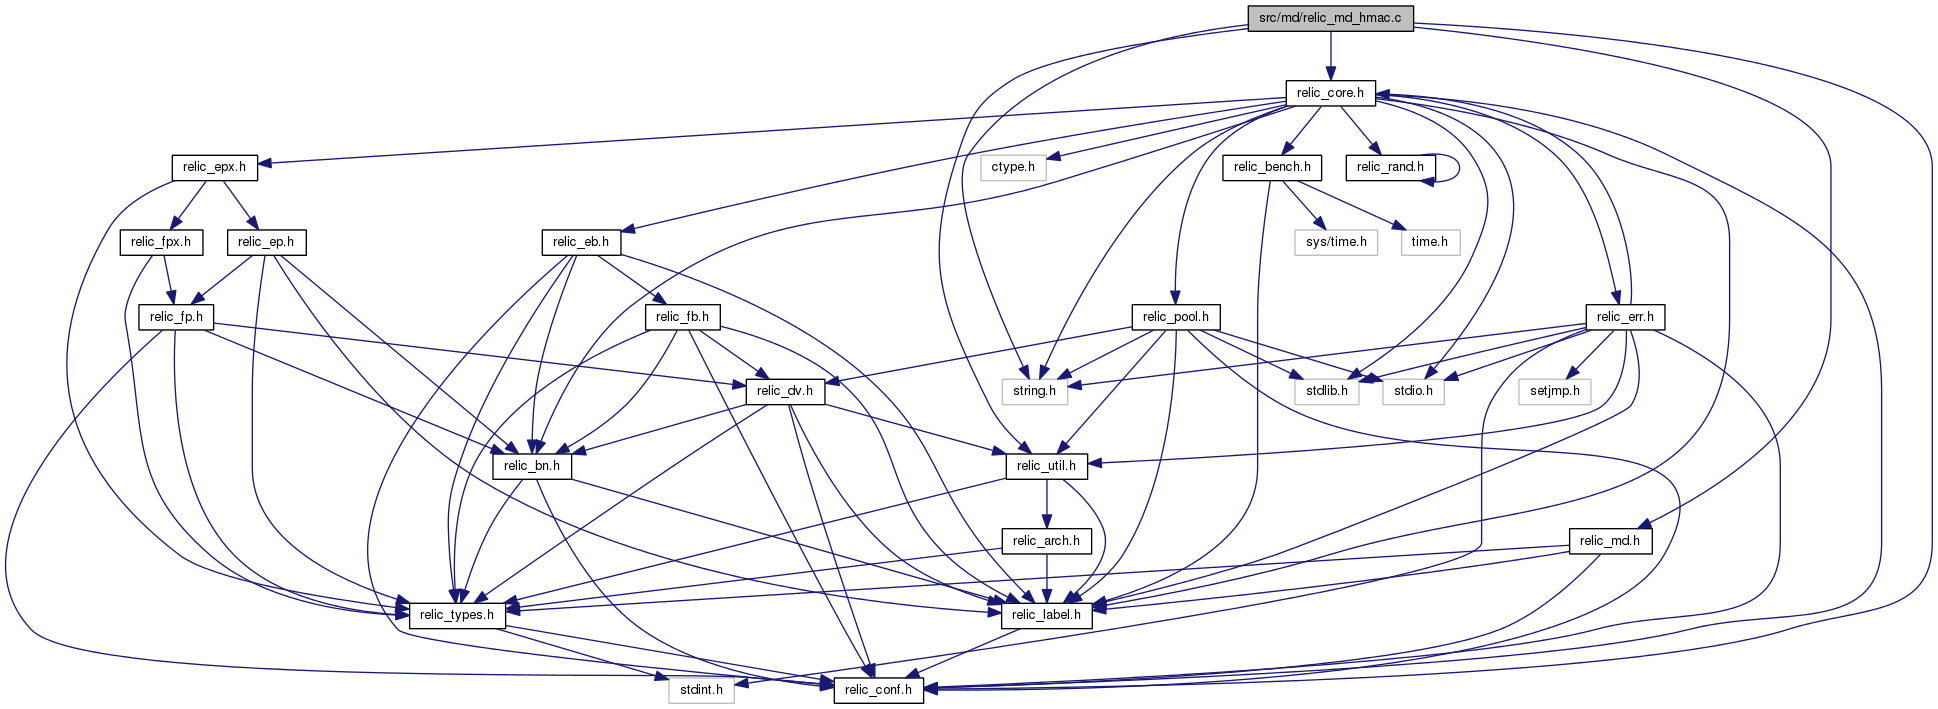 src/md/relic_md_hmac.c
relic_core.h
relic_epx.h
ctype.h
relic_bench.h
relic_rand.h
relic_fpx.h
relic_ep.h
relic_eb.h
sys/time.h
time.h
relic_fp.h
relic_fb.h
relic_pool.h
relic_err.h
relic_dv.h
string.h
stdlib.h
stdio.h
setjmp.h
relic_bn.h
relic_util.h
relic_arch.h
relic_md.h
relic_types.h
relic_label.h
stdint.h
relic_conf.h